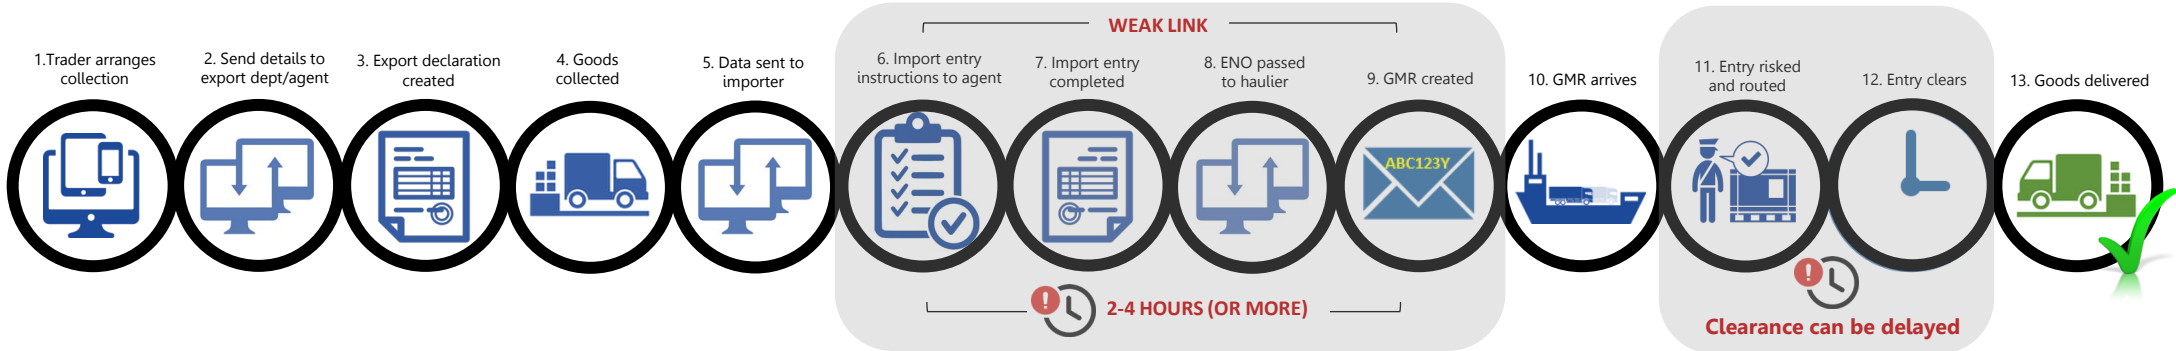 WEAK LINK
1.Trader arranges
collection
2. Send details to
export dept/agent
3. Export declaration
created
4. Goods
collected
5. Data sent to
importer
6. Import entry
instructions to agent
7. Import entry
completed
8. ENO passed
to haulier
9. GMR created
10. GMR arrives
11. Entry risked
and routed
12. Entry clears
13. Goods delivered
ABC123Y
!
2-4 HOURS (OR MORE)
!
Clearance can be delayed